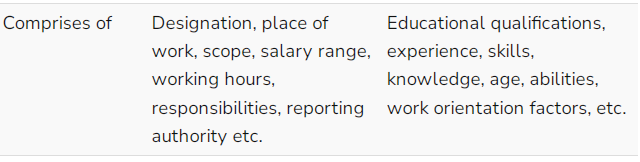 Comprises of
Designation, place of
work, scope, salary range,
working hours,
responsibilities, reporting
authority etc.
Educational qualifications,
experience, skills,
knowledge, age, abilities,
work orientation factors, etc.